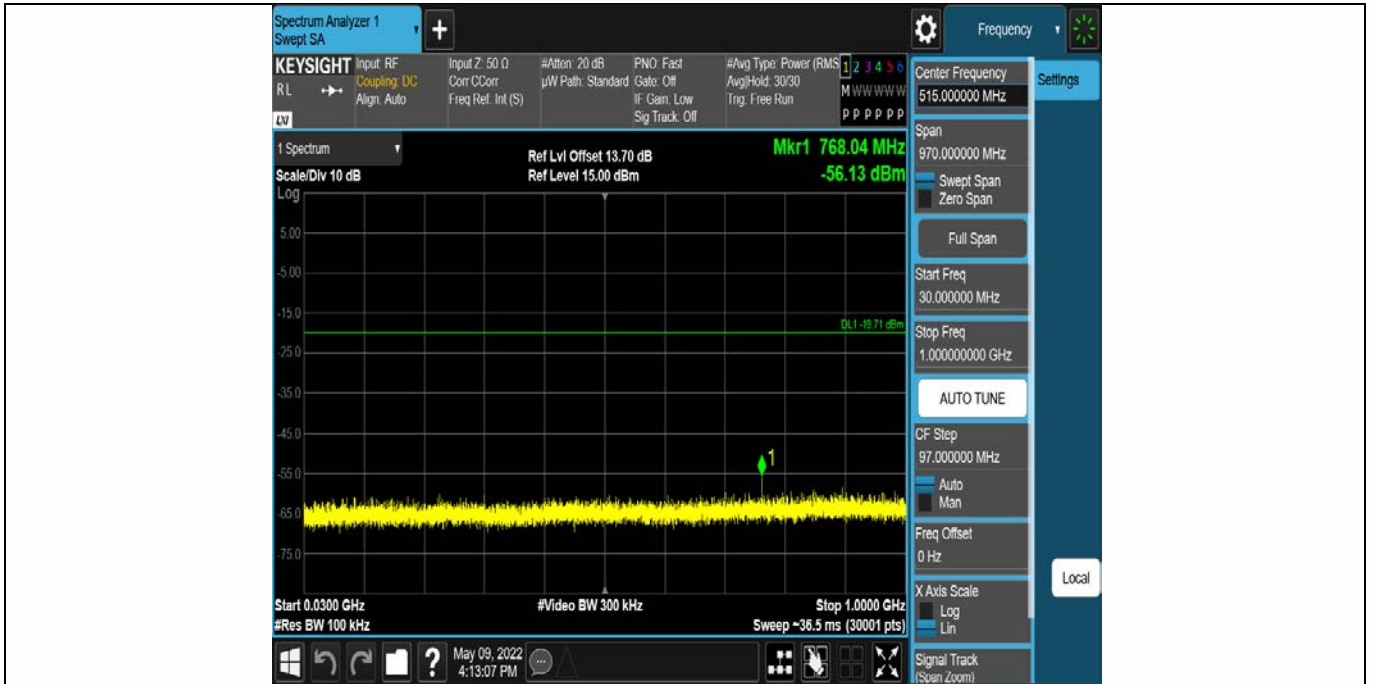 Spectrum Analyzer 1
Swept SA
+
Frequency
KEYSIGHT
Input: RF
Coupling: DC
Align: Auto
RL
LXI
Input Z: 50 Ω
Corr CCorr
Freq Ref: Int (S)
#Atten: 20 dB
µW Path: Standard
PNO: Fast
Gate: Off
IF Gain: Low
Sig Track: Off
#Avg Type: Power (RMS
Avg|Hold: 30/30
Trig: Free Run
1 2 3 4 5 6
M W W W W W
P P P P P P
1 Spectrum
Scale/Div 10 dB
Ref Lvl Offset 13.70 dB
Ref Level 15.00 dBm
Mkr1 768.04 MHz
-56.13 dBm
Log
5.00
-5.00
-15.0
-25.0
-35.0
-45.0
-55.0
-65.0
-75.0
DL1 -19.71 dBm
1
Start 0.0300 GHz
#Res BW 100 kHz
#Video BW 300 kHz
Stop 1.0000 GHz
Sweep ~36.5 ms (30001 pts)
?
May 09, 2022
4:13:07 PM
Center Frequency
515.000000 MHz
Span
970.000000 MHz
Swept Span
Zero Span
Full Span
Start Freq
30.000000 MHz
Stop Freq
1.000000000 GHz
AUTO TUNE
CF Step
97.000000 MHz
Auto
Man
Freq Offset
0 Hz
X Axis Scale
Log
Lin
Signal Track
(Span Zoom)
Settings
Local